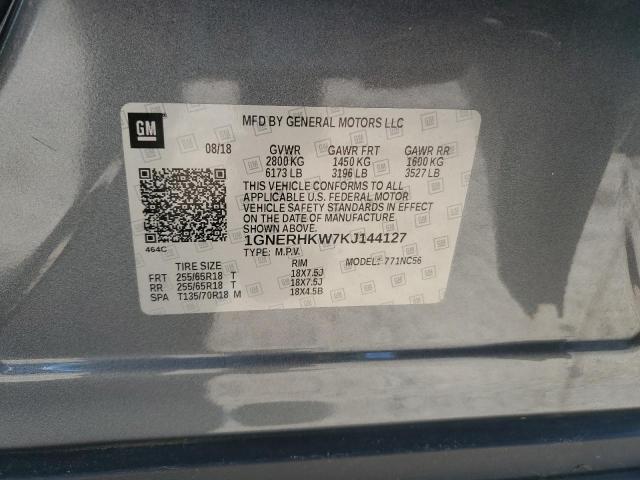 GM
MFD BY GENERAL MOTORS LLC
08/18 GVWR GAWR FRT GAWR RR
2800 KG 1450 KG 1600 KG
6173 LB 3196 LB 3527 LB
THIS VEHICLE CONFORMS TO ALL
APPLICABLE U.S. FEDERAL MOTOR
VEHICLE SAFETY STANDARDS IN
EFFECT ON THE DATE OF MANUFACTURE
SHOWN ABOVE.
1GNERHKW7KJ144127
464C
TYPE: M.P.V. MODEL: 771NC56
TIRE SIZE RIM
FRT 255/65R18 T 18X7.5J
RR 255/65R18 T 18X7.5J
SPA T135/70R18 M 18X4.5B